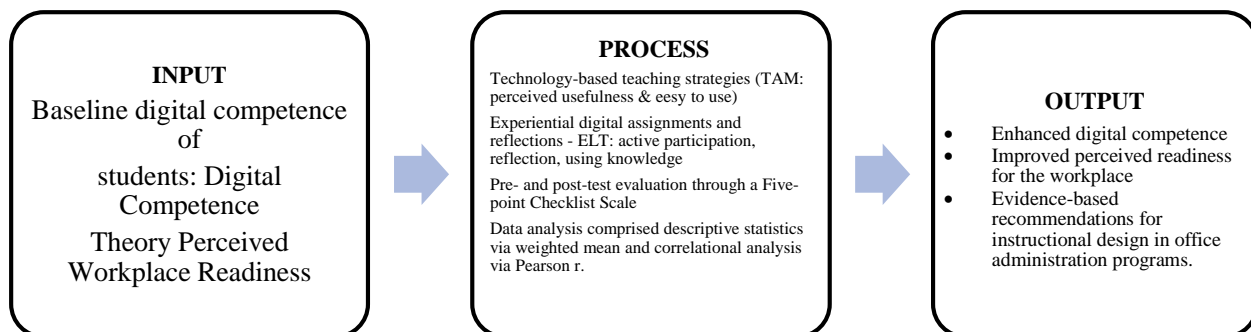 INPUT
Baseline digital competence
of
students: Digital
Competence
Theory Perceived
Workplace Readiness
PROCESS
Technology-based teaching strategies (TAM:
perceived usefulness & eesy to use)
Experiential digital assignments and
reflections - ELT: active participation,
reflection, using knowledge
Pre- and post-test evaluation through a Five-
point Checklist Scale
Data analysis comprised descriptive statistics
via weighted mean and correlational analysis
via Pearson r.
OUTPUT
• Enhanced digital competence
• Improved perceived readiness
for the workplace
• Evidence-based
recommendations for
instructional design in office
administration programs.